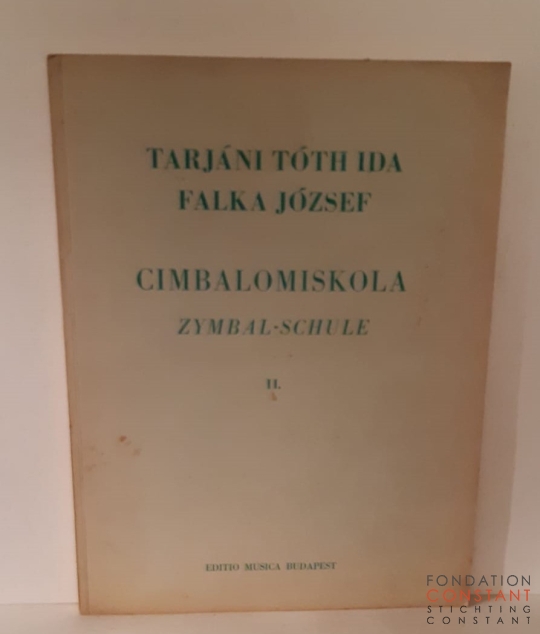 TARJÁNI TÓTH IDA
FALKA JÓZSEF
CIMBALOMISKOLA
ZYMBAL-SCHULE
II.
EDITIO MUSICA BUDAPEST
FONDATION
CONSTANT
STICHTING
CONSTANT